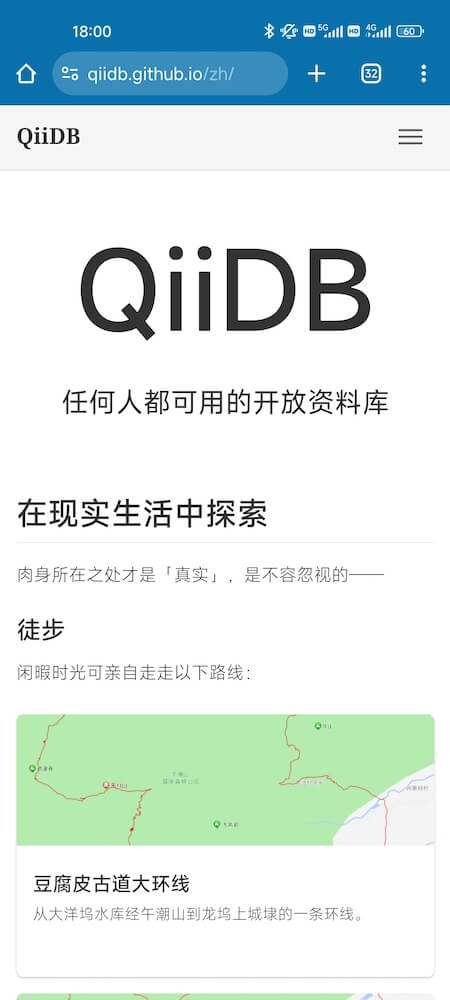 18:00
5G
4G
60
qiidb.github.io/zh/
32
QiiDB
QiiDB
任何人都可用的开放资料库
在现实生活中探索
肉身所在之处才是「真实」，是不容忽视的——
徒步
闲暇时光可亲自走走以下路线：
豆腐皮古道大环线
从大洋坞水库经午潮山到龙坞上城埭的一条环线。